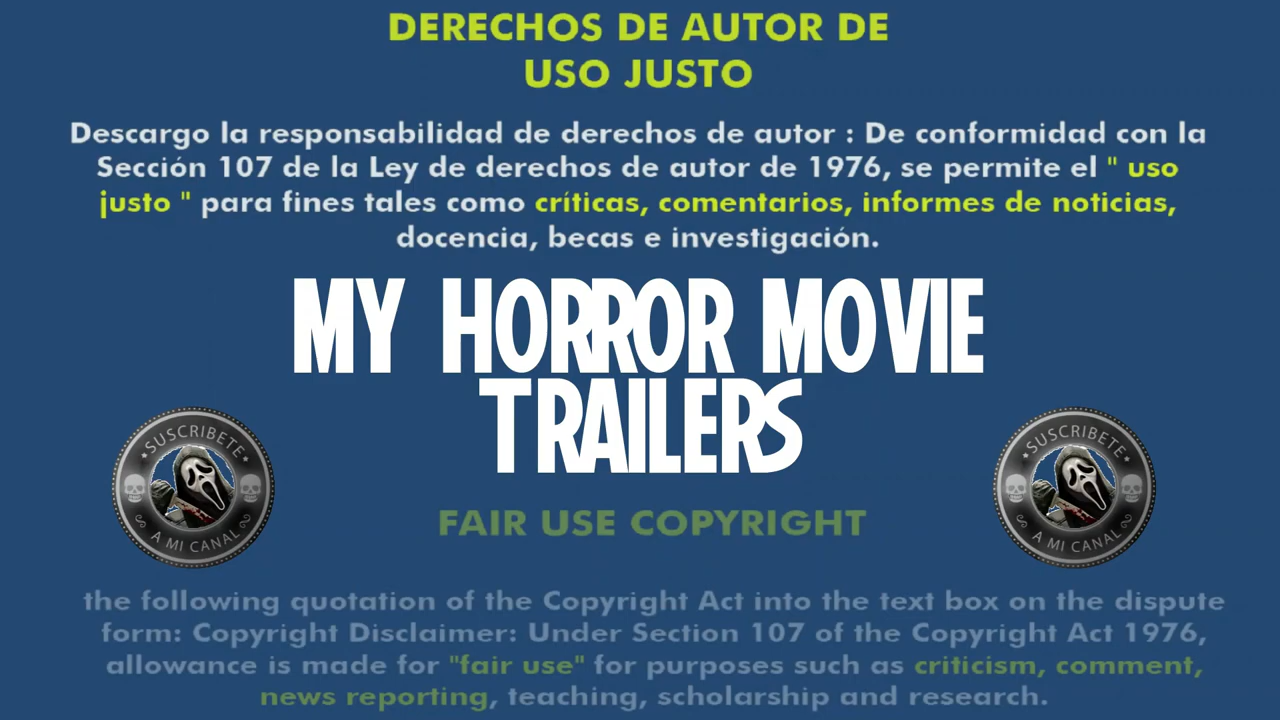 DERECHOS DE AUTOR DE
USO JUSTO
Descargo la responsabilidad de derechos de autor : De conformidad con la
Sección 107 de la Ley de derechos de autor de 1976, se permite el " uso
justo " para fines tales como críticas, comentarios, informes de noticias,
docencia, becas e investigación.
MY HORROR MOVIE
TRAILERS
SUSCRIBETE
A MI CANAL
SUSCRIBETE
A MI CANAL
FAIR USE COPYRIGHT
the following quotation of the Copyright Act into the text box on the dispute
form: Copyright Disclaimer: Under Section 107 of the Copyright Act 1976,
allowance is made for "fair use" for purposes such as criticism, comment,
news reporting, teaching, scholarship and research.